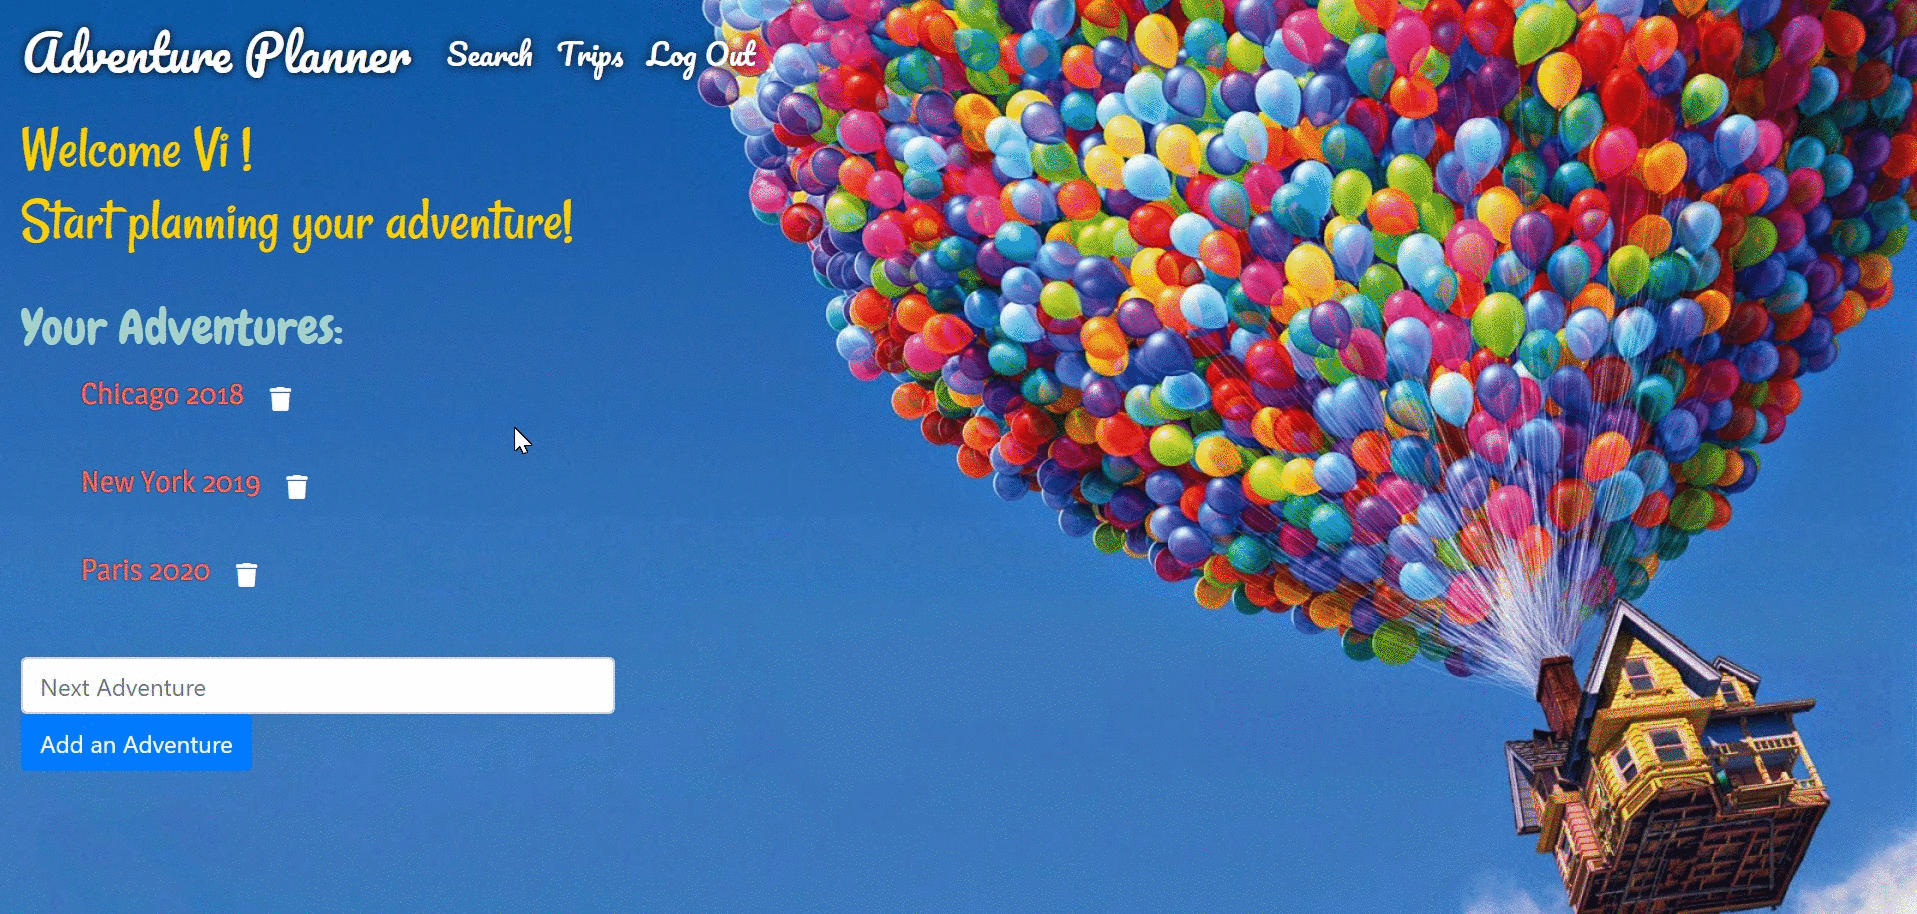 Adventure Planner Search Trips Log Out
Welcome Vi !
Start planning your adventure!
Your Adventures:
Chicago 2018
New York 2019
Paris 2020
Next Adventure
Add an Adventure